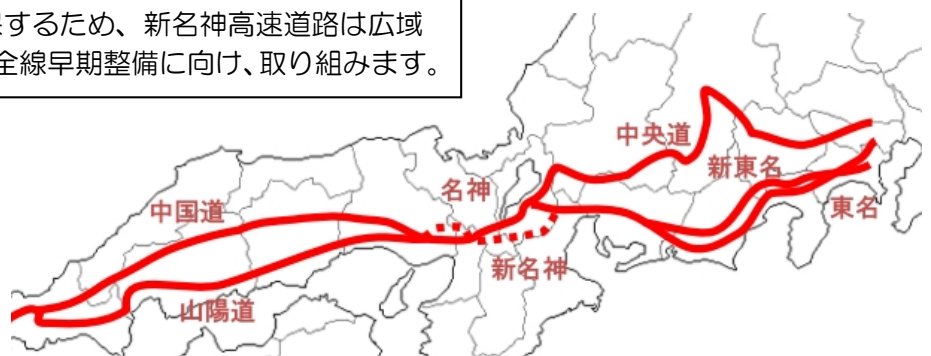 するため、新名神高速道路は広域
全線早期整備に向け、取り組みます。
中央道
新東名
名神
東名
中国道
新名神
山陽道